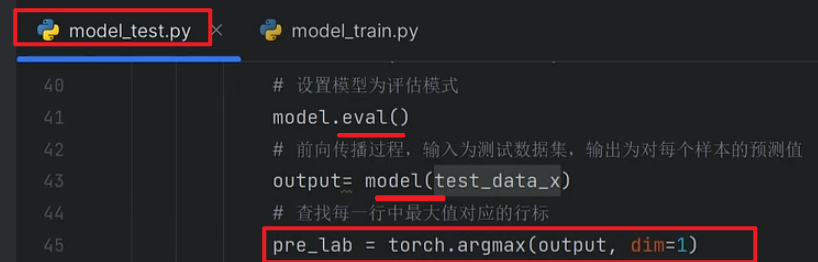 model_test.py × model_train.py
40 # 设置模型为评估模式
41 model.eval()
42 # 前向传播过程，输入为测试数据集，输出为对每个样本的预测值
43 output= model(test_data_x)
44 # 查找每一行中最大值对应的行标
45 pre_lab = torch.argmax(output, dim=1)